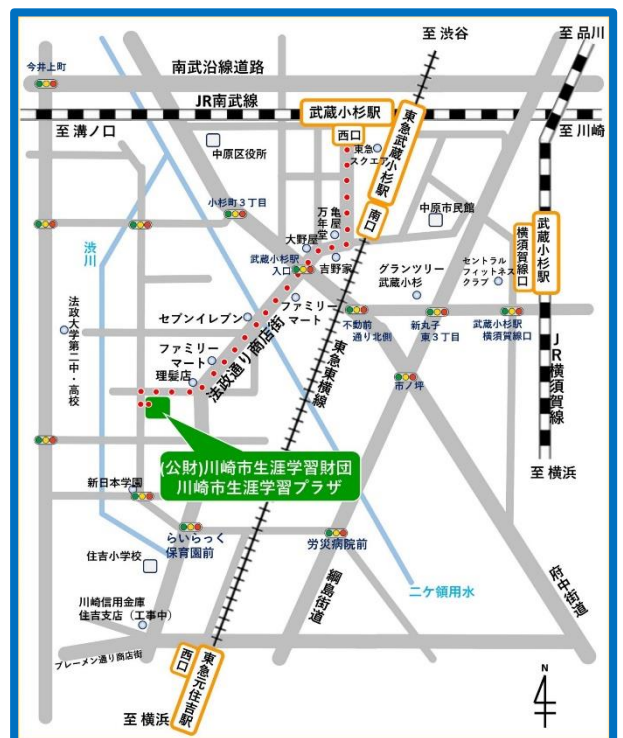 至 渋谷
至 品川
今井上町
南武沿線道路
JR南武線
武蔵小杉駅
西口
至 溝ノ口
至 川崎
中原区役所
東急
スクエア
東急武蔵小杉駅
南口
小杉町3丁目
亀屋
万年堂
中原市民館
大野屋
武蔵小杉駅
横須賀線口
渋川
武蔵小杉駅
入口
吉野家
グランツリー
武蔵小杉
セントラル
フィットネス
クラブ
ファミリー
マート
セブンイレブン
不動前
通り北側
新丸子
東3丁目
武蔵小杉駅
横須賀線口
法政大学第二中・高校
ファミリー
マート
理髪店
法政通り商店街
東急東横線
JR横須賀線
市ノ坪
(公財)川崎市生涯学習財団
川崎市生涯学習プラザ
至 横浜
新日本学園
らいらっく
保育園前
労災病院前
住吉小学校
二ケ領用水
綱島街道
府中街道
川崎信用金庫
住吉支店（工事中）
ブレーメン通り商店街
西口
東急元住吉駅
至 横浜
N